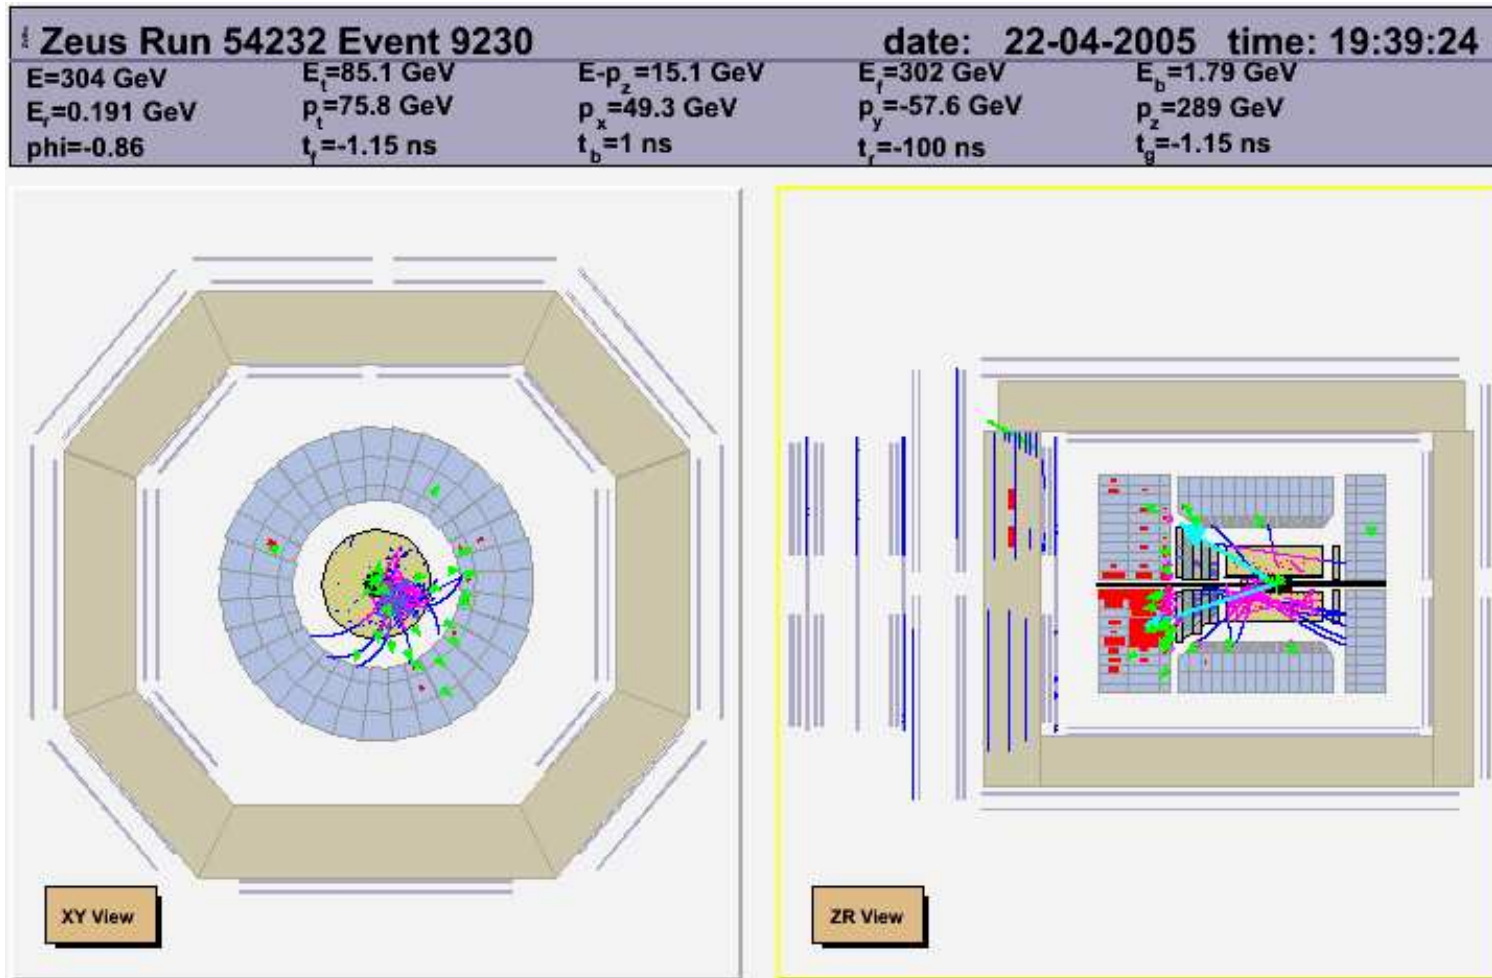 Zeus Run 54232 Event 9230 date: 22-04-2005 time: 19:39:24
E=304 GeV E_t=85.1 GeV E-p_z=15.1 GeV E_f=302 GeV E_b=1.79 GeV
E_r=0.191 GeV p_t=75.8 GeV p_x=49.3 GeV p_y=-57.6 GeV p_z=289 GeV
phi=-0.86 t_f=-1.15 ns t_b=1 ns t_r=-100 ns t_g=-1.15 ns
XY View ZR View